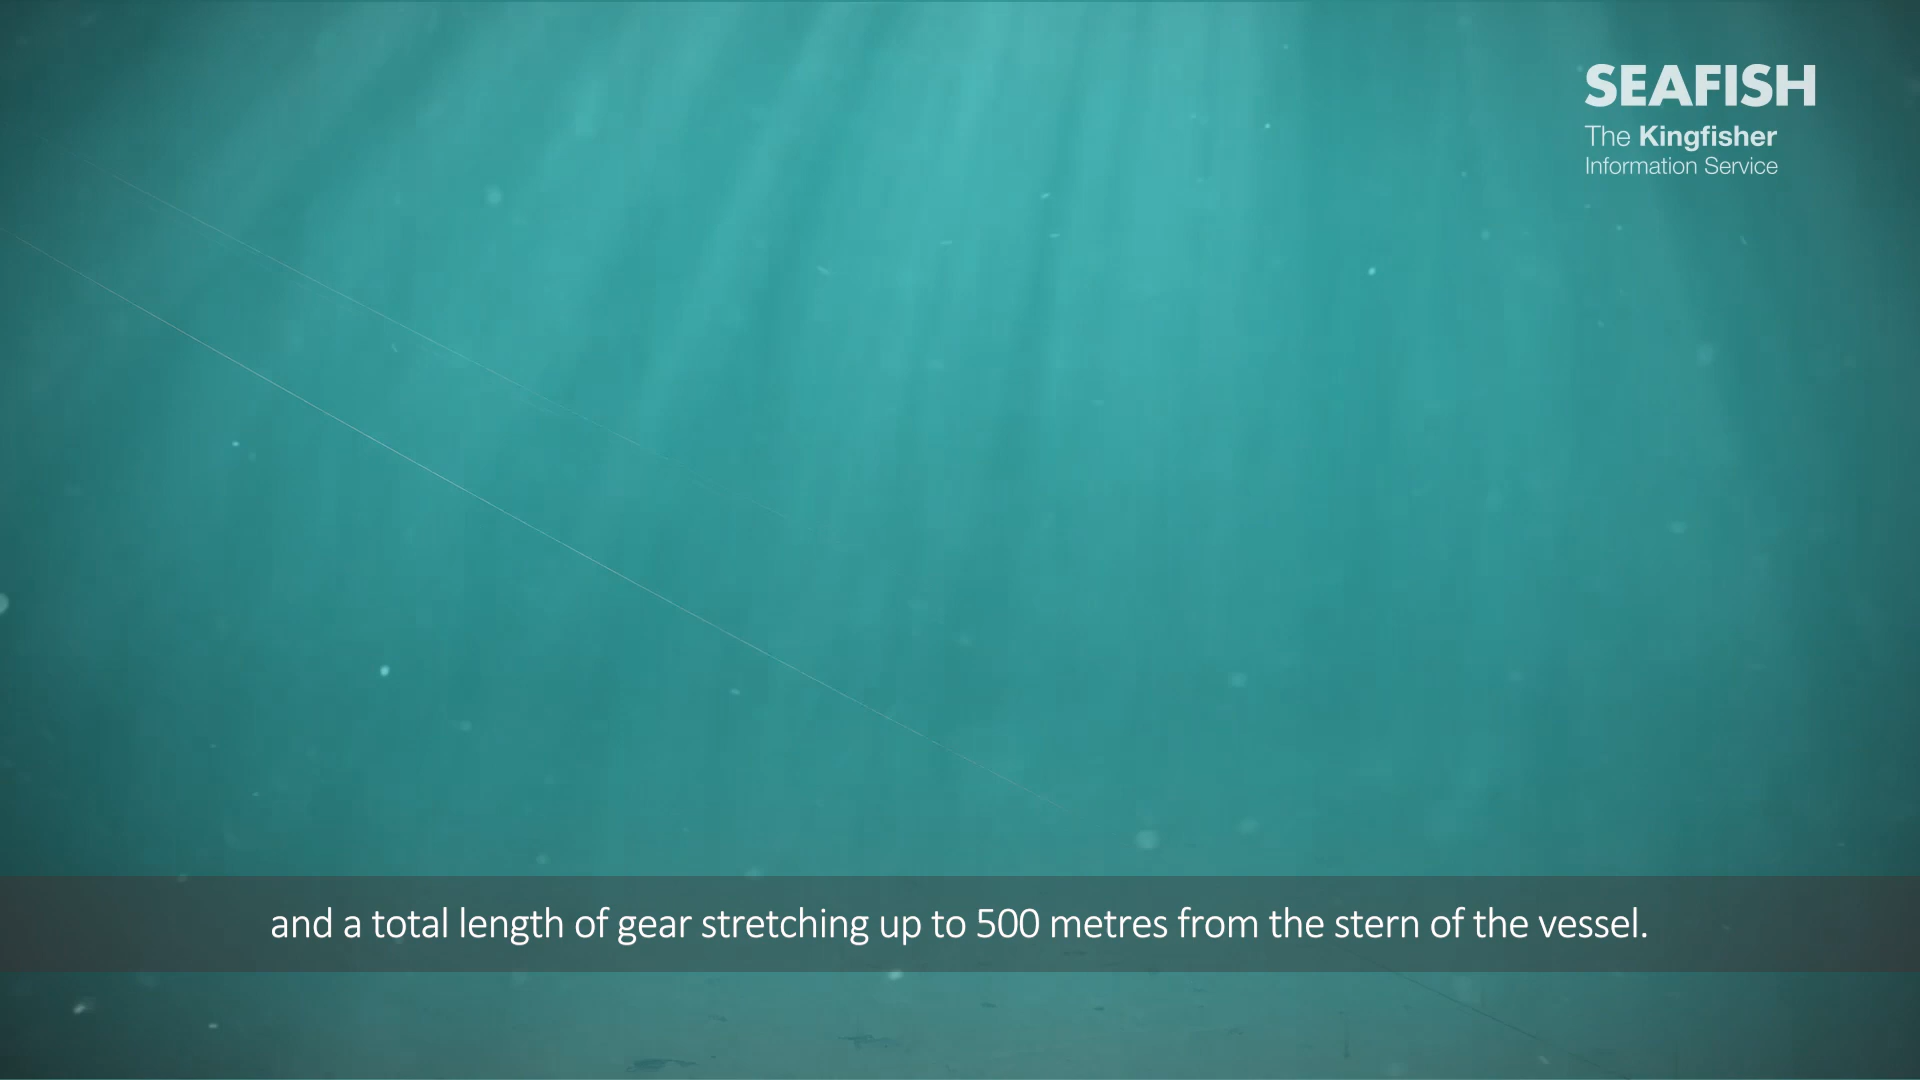 SEAFISH
The Kingfisher
Information Service
and a total length of gear stretching up to 500 metres from the stern of the vessel.